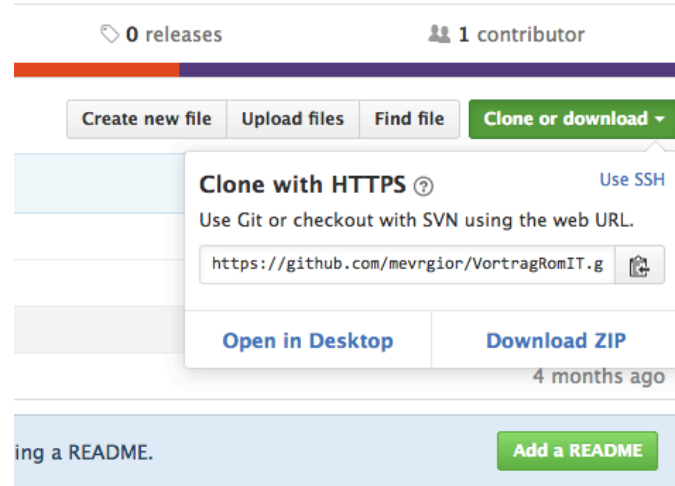 0 releases
1 contributor
Create new file
Upload files
Find file
Clone or download
Clone with HTTPS ?
Use SSH
Use Git or checkout with SVN using the web URL.
https://github.com/mevrgior/VortragRomIT.g
Open in Desktop
Download ZIP
4 months ago
ing a README.
Add a README